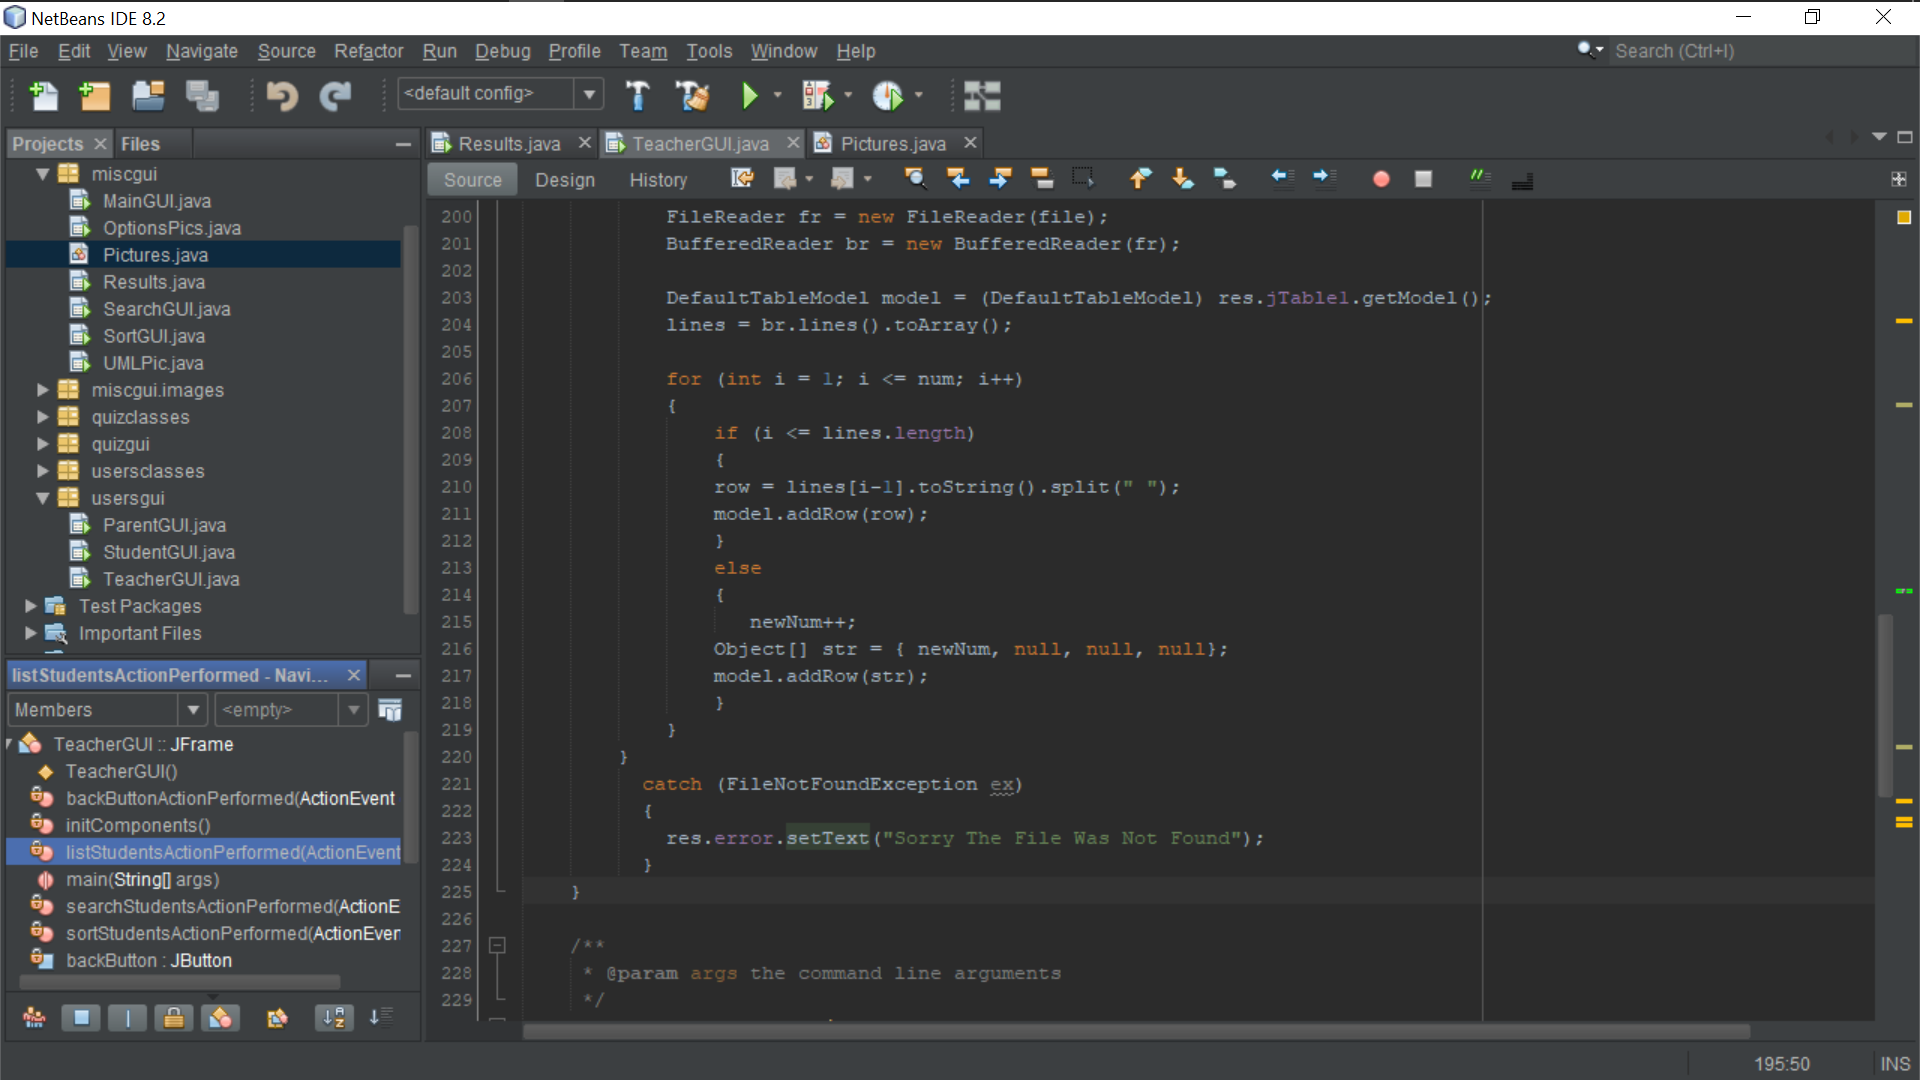 NetBeans IDE 8.2
File Edit View Navigate Source Refactor Run Debug Profile Team Tools Window Help Search (Ctrl+I)
<default config>
Projects Files
miscgui
MainGUI.java
OptionsPics.java
Pictures.java
Results.java
SearchGUI.java
SortGUI.java
UMLPic.java
miscgui.images
quizclasses
quizgui
usersclasses
usersgui
ParentGUI.java
StudentGUI.java
TeacherGUI.java
Test Packages
Important Files
listStudentsActionPerformed - Navi...
Members <empty>
TeacherGUI :: JFrame
TeacherGUI()
backButtonActionPerformed(ActionEvent
initComponents()
listStudentsActionPerformed(ActionEvent
main(String[] args)
searchStudentsActionPerformed(ActionE
sortStudentsActionPerformed(ActionEven
backButton : JButton
Results.java TeacherGUI.java Pictures.java
Source Design History
200 FileReader fr = new FileReader(file);
201 BufferedReader br = new BufferedReader(fr);
202
203 DefaultTableModel model = (DefaultTableModel) res.jTable1.getModel();
204 lines = br.lines().toArray();
205
206 for (int i = 1; i <= num; i++)
207 {
208 if (i <= lines.length)
209 {
210 row = lines[i-1].toString().split(" ");
211 model.addRow(row);
212 }
213 else
214 {
215 newNum++;
216 Object[] str = { newNum, null, null, null};
217 model.addRow(str);
218 }
219 }
220 }
221 catch (FileNotFoundException ex)
222 {
223 res.error.setText("Sorry The File Was Not Found");
224 }
225 }
226
227 /**
228 * @param args the command line arguments
229 */
195:50 INS